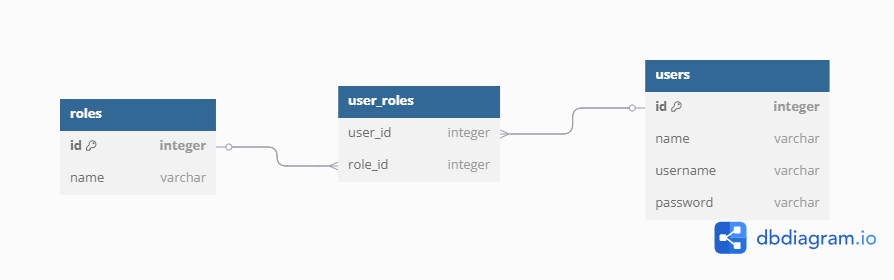 roles
id integer
name varchar
user_roles
user_id integer
role_id integer
users
id integer
name varchar
username varchar
password varchar
dbdiagram.io